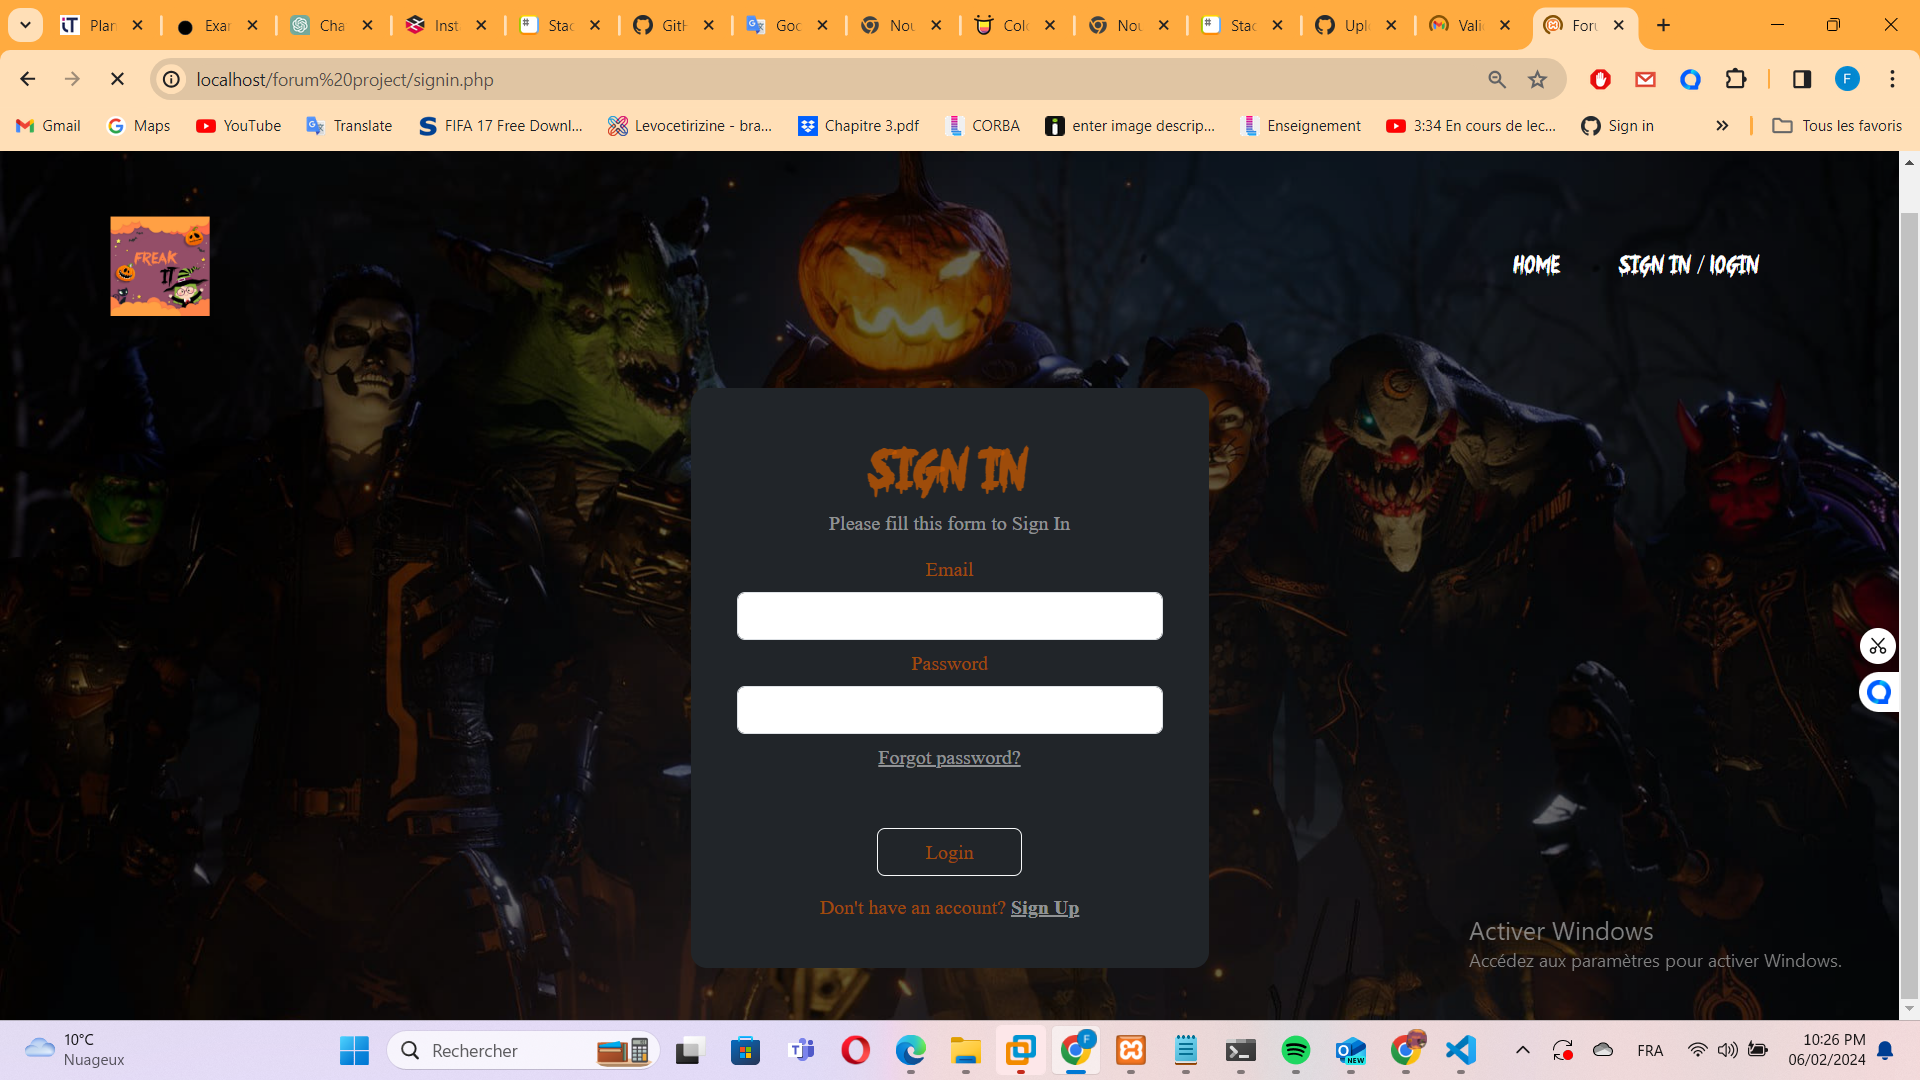 Plan
Exar
Cha
Inst
Stac
GitH
Goo
Nou
Colo
Nou
Stac
Uplo
Vali
Foru
localhost/forum%20project/signin.php
F
Gmail
Maps
YouTube
Translate
FIFA 17 Free Downl...
Levocetirizine - bra...
Chapitre 3.pdf
CORBA
enter image descrip...
Enseignement
3:34 En cours de lec...
Sign in
»
Tous les favoris
FREAK
IT
HOME
SIGN IN / LOGIN
SIGN IN
Please fill this form to Sign In
Email
Password
Forgot password?
Login
Don't have an account? Sign Up
Activer Windows
Accédez aux paramètres pour activer Windows.
10°C
Nuageux
Rechercher
F
NEW
FRA
10:26 PM
06/02/2024